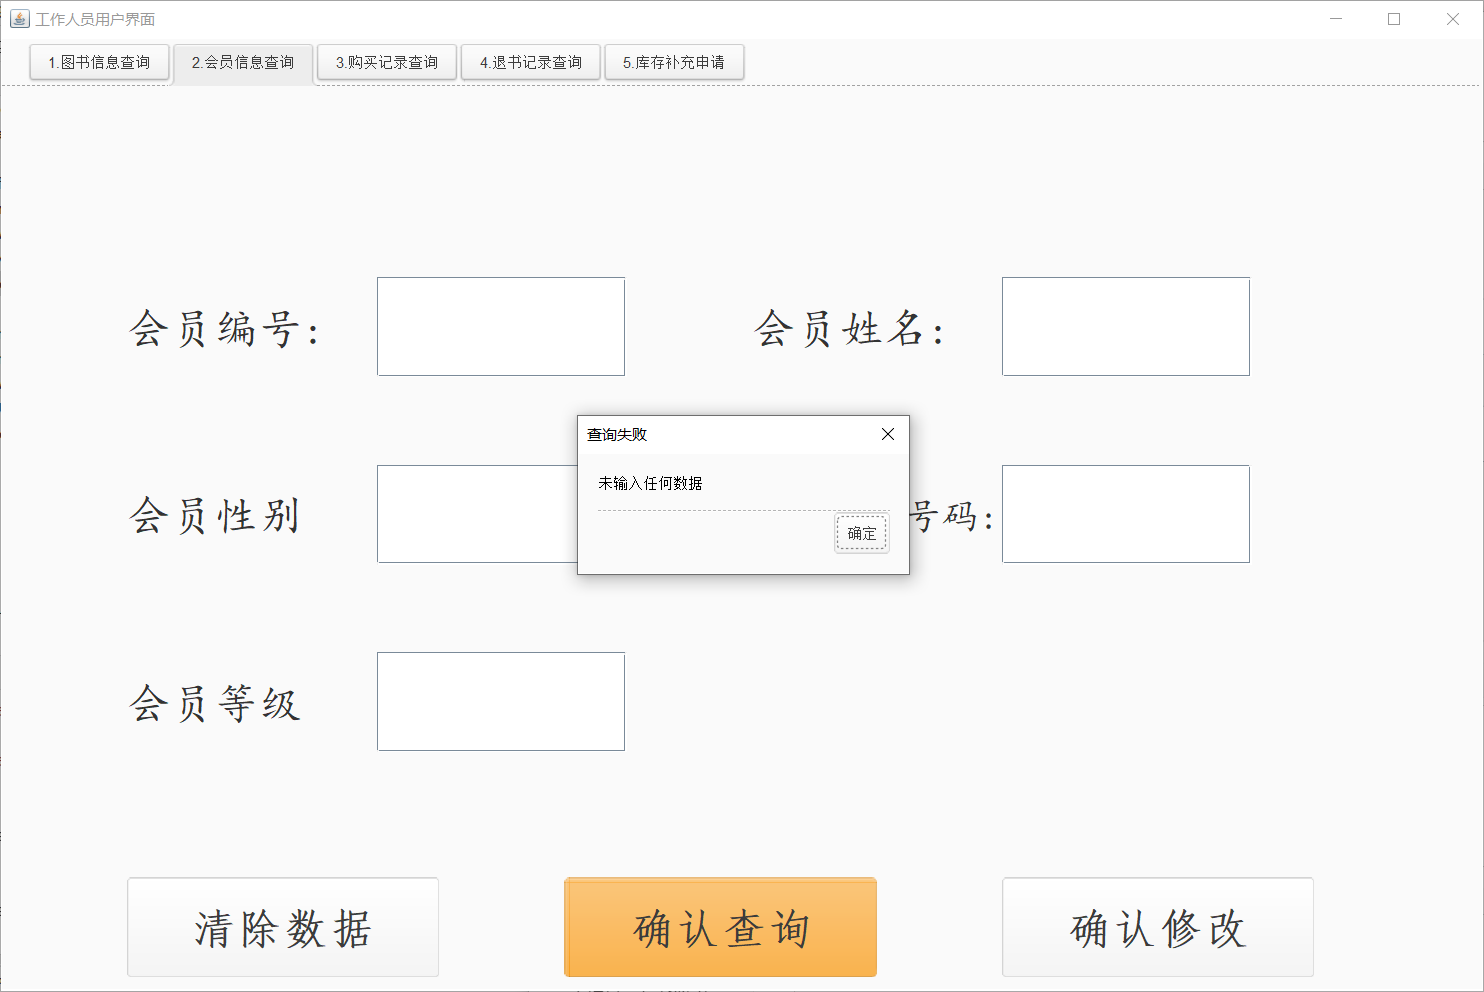 工作人员用户界面
1.图书信息查询 2.会员信息查询 3.购买记录查询 4.退书记录查询 5.库存补充申请
会员编号: 会员姓名:
查询失败
未输入任何数据
会员性别 号码:
确定
会员等级
清除数据 确认查询 确认修改